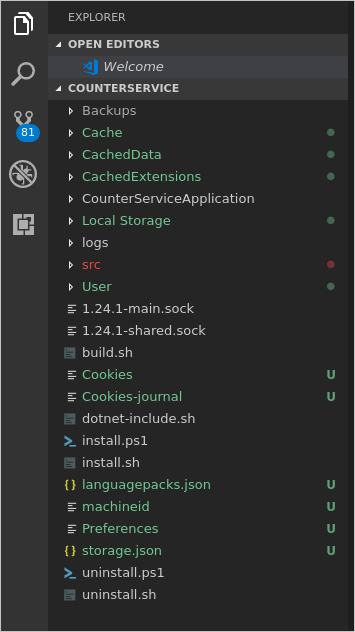 EXPLORER
OPEN EDITORS
Welcome
COUNTERSERVICE
Backups
Cache
CachedData
81
CachedExtensions
CounterServiceApplication
Local Storage
logs
src
User
1.24.1-main.sock
1.24.1-shared.sock
build.sh
Cookies U
Cookies-journal U
dotnet-include.sh
install.ps1
install.sh
languagepacks.json U
machineid U
Preferences U
storage.json U
uninstall.ps1
uninstall.sh